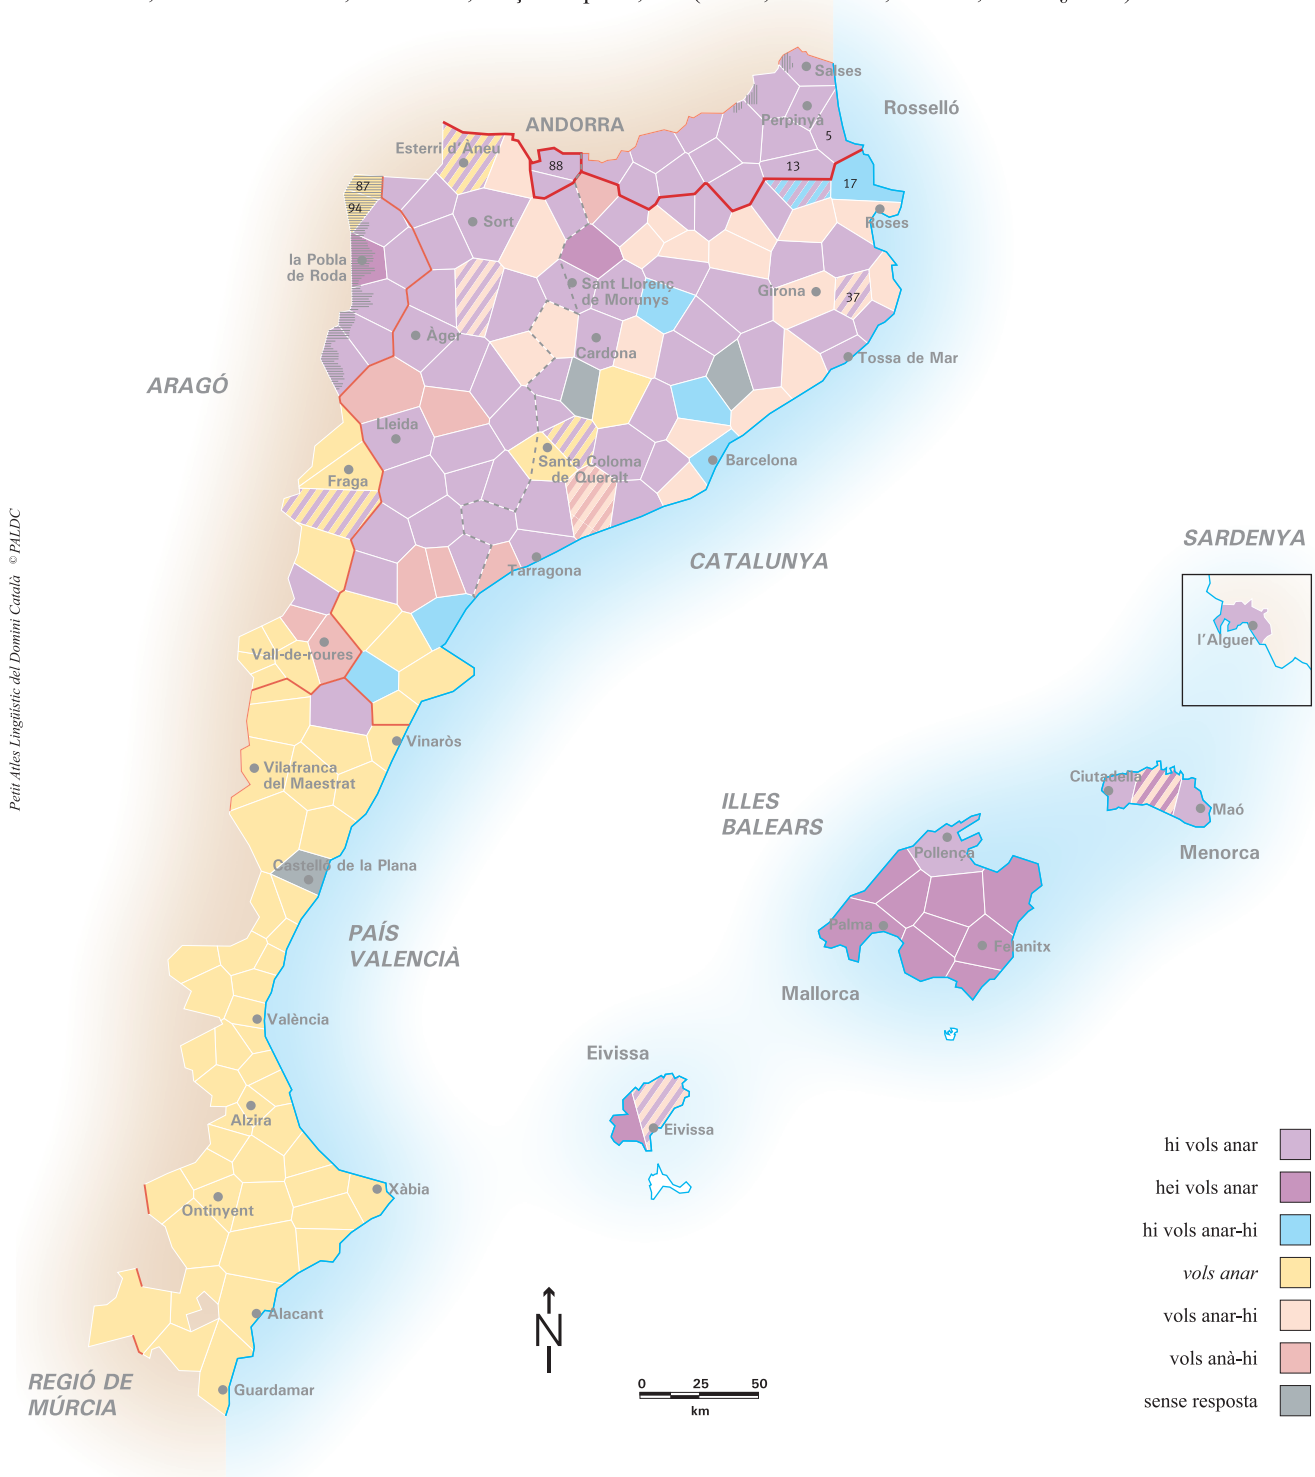 Salses
Rosselló
Perpinyà
5
ANDORRA
Esterri d'Àneu
88
13
17
87
94
Sort
Roses
la Pobla
de Roda
Sant Llorenç
de Morunys
Girona
37
Àger
Cardona
Tossa de Mar
ARAGÓ
Lleida
Santa Coloma
de Queralt
Barcelona
Fraga
Petit Atles Lingüístic del Domini Català © PALDC
CATALUNYA
Tarragona
SARDENYA
l'Alguer
Vall-de-roures
Vinaròs
Vilafranca
del Maestrat
ILLES
BALEARS
Ciutadella
Maó
Menorca
Pollença
Castelló de la Plana
Palma
Felanitx
PAÍS
VALENCIÀ
Mallorca
València
Eivissa
Alzira
Eivissa
Xàbia
Ontinyent
Alacant
Guardamar
REGIÓ DE
MÚRCIA
N
0 25 50
km
hi vols anar
hei vols anar
hi vols anar-hi
vols anar
vols anar-hi
vols anà-hi
sense resposta